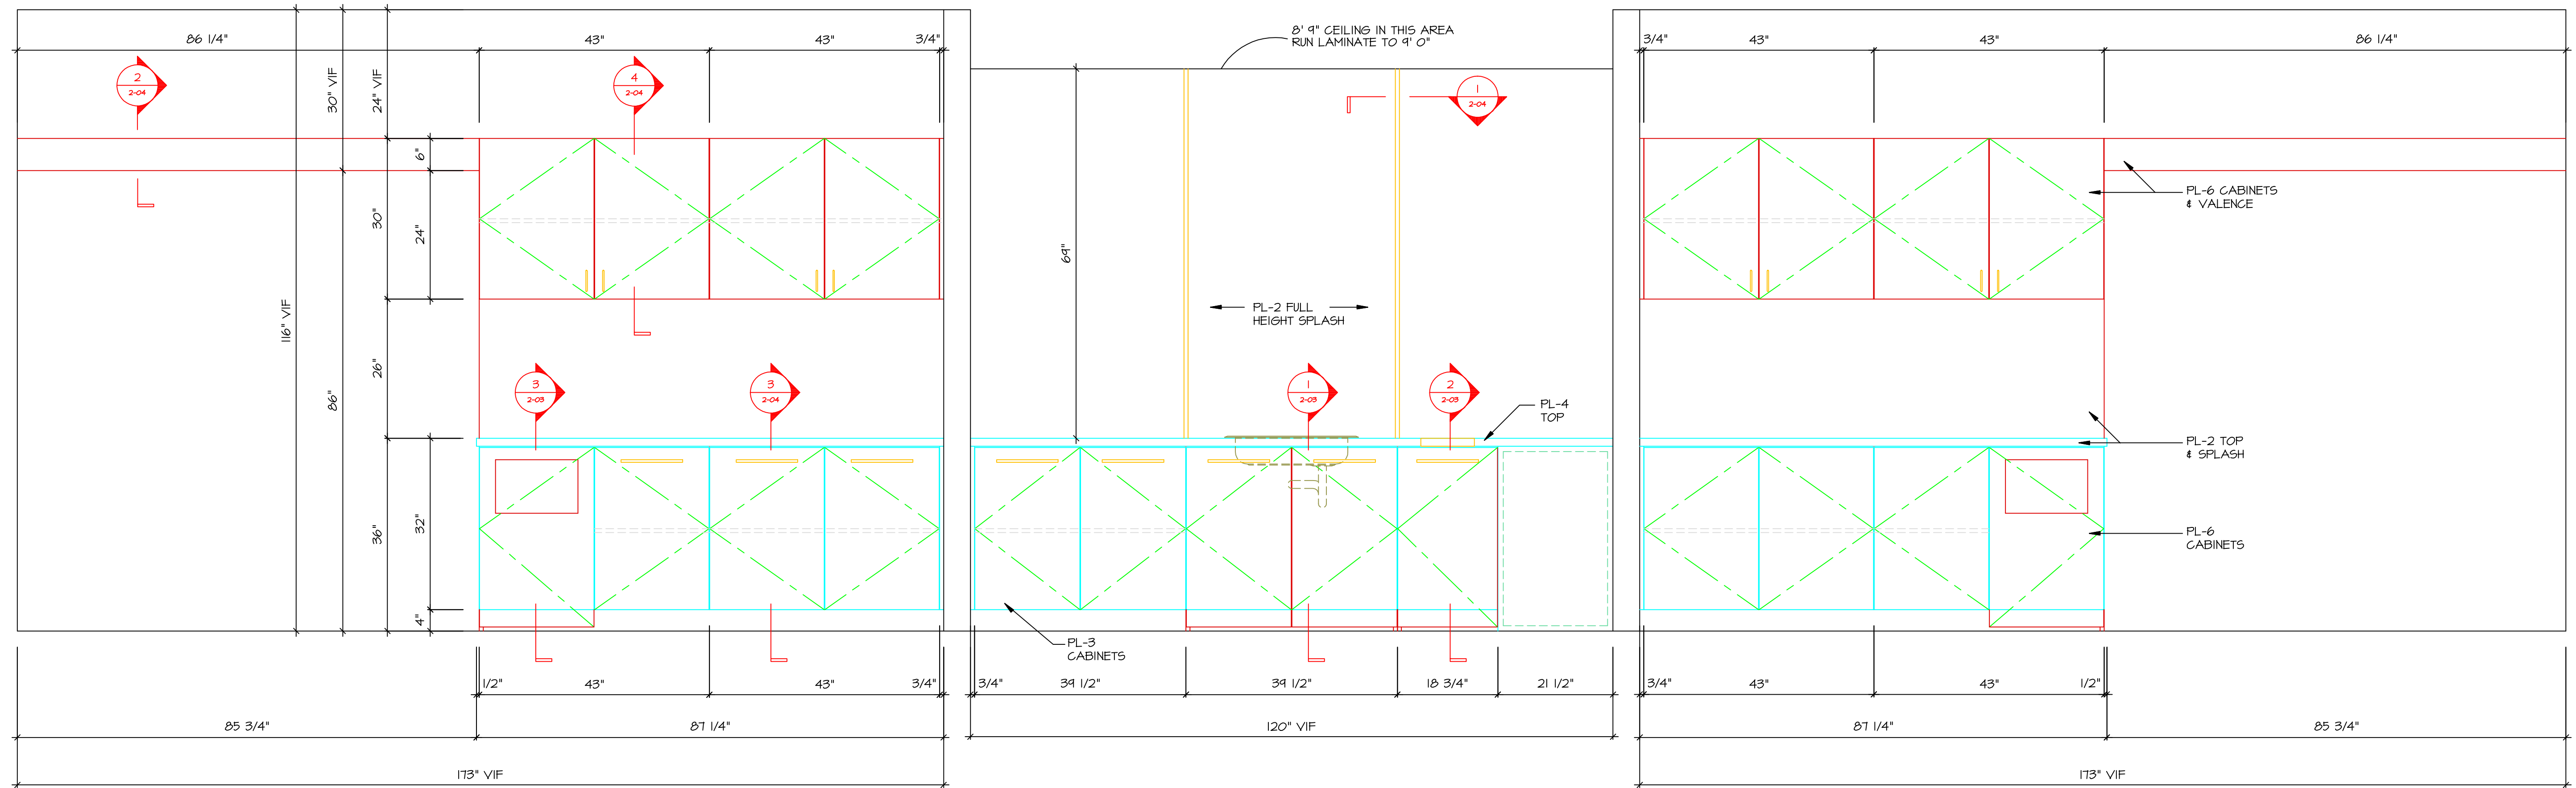 86 1/4"
43"
43"
3/4"
8' 9" CEILING IN THIS AREA
RUN LAMINATE TO 9' 0"
3/4"
43"
43"
86 1/4"
2
2-04
30" VIF
24" VIF
4
2-04
1
2-04
6"
30"
24"
69"
PL-6 CABINETS
& VALENCE
116" VIF
PL-2 FULL
HEIGHT SPLASH
26"
86"
3
2-03
3
2-04
1
2-03
2
2-03
PL-4
TOP
PL-2 TOP
& SPLASH
36"
32"
PL-6
CABINETS
4"
PL-3
CABINETS
1/2"
43"
43"
3/4"
3/4"
39 1/2"
39 1/2"
18 3/4"
21 1/2"
3/4"
43"
43"
1/2"
85 3/4"
87 1/4"
120" VIF
87 1/4"
85 3/4"
173" VIF
173" VIF